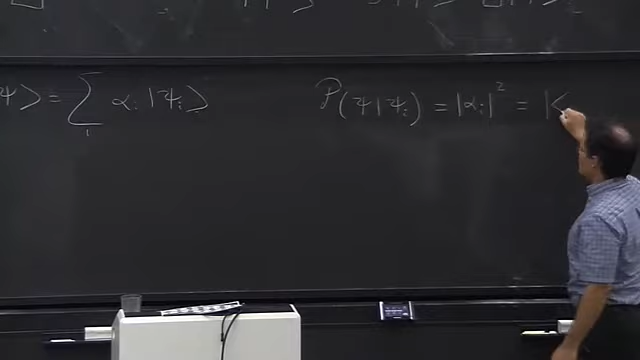 ψ> = ∑ᵢ αᵢ |ψᵢ>
P(ψ|ψᵢ) = |αᵢ|² = |<